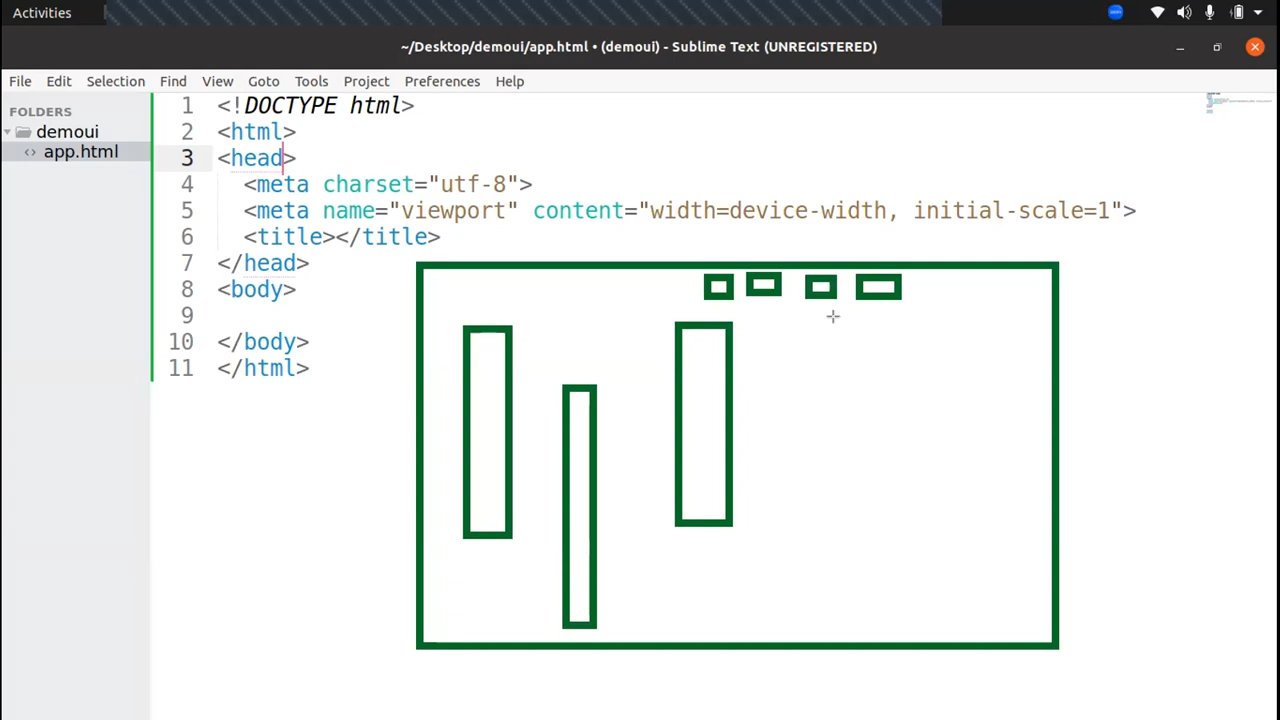 Activities
~/Desktop/demoui/app.html • (demoui) - Sublime Text (UNREGISTERED)
File Edit Selection Find View Goto Tools Project Preferences Help
FOLDERS
demoui
app.html
1 <!DOCTYPE html>
2 <html>
3 <head>
4 <meta charset="utf-8">
5 <meta name="viewport" content="width=device-width, initial-scale=1">
6 <title></title>
7 </head>
8 <body>
9
10 </body>
11 </html>